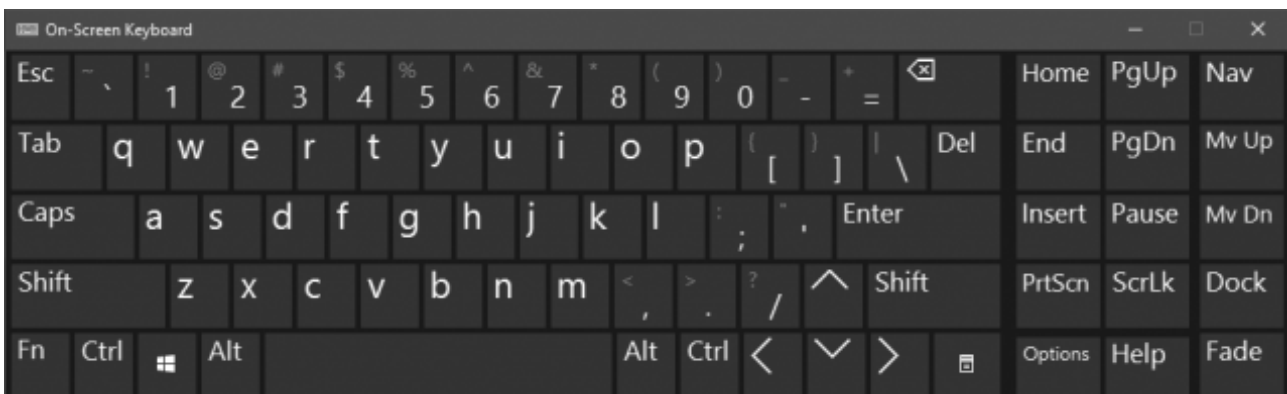 On-Screen Keyboard
Esc ~ ` ! 1 @ 2 # 3 $ 4 % 5 ^ 6 & 7 * 8 ( 9 ) 0 _ - + = Home PgUp Nav
Tab q w e r t y u i o p { [ } ] | \ Del End PgDn Mv Up
Caps a s d f g h j k l : ; " ' Enter Insert Pause Mv Dn
Shift z x c v b n m < , > . ? / Shift PrtScn ScrLk Dock
Fn Ctrl Alt Alt Ctrl Options Help Fade